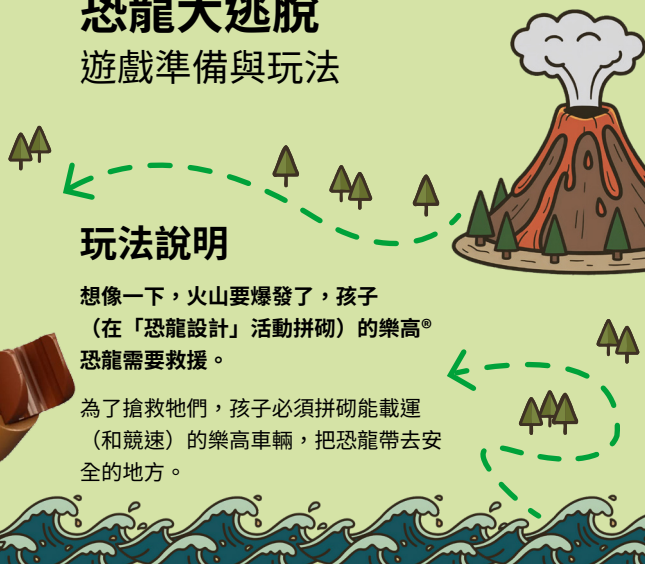 恐龍大逃脫
遊戲準備與玩法
玩法說明
想像一下，火山要爆發了，孩子
（在「恐龍設計」活動拼砌）的樂高®
恐龍需要救援。
為了搶救牠們，孩子必須拼砌能載運
（和競速）的樂高車輛，把恐龍帶去安
全的地方。